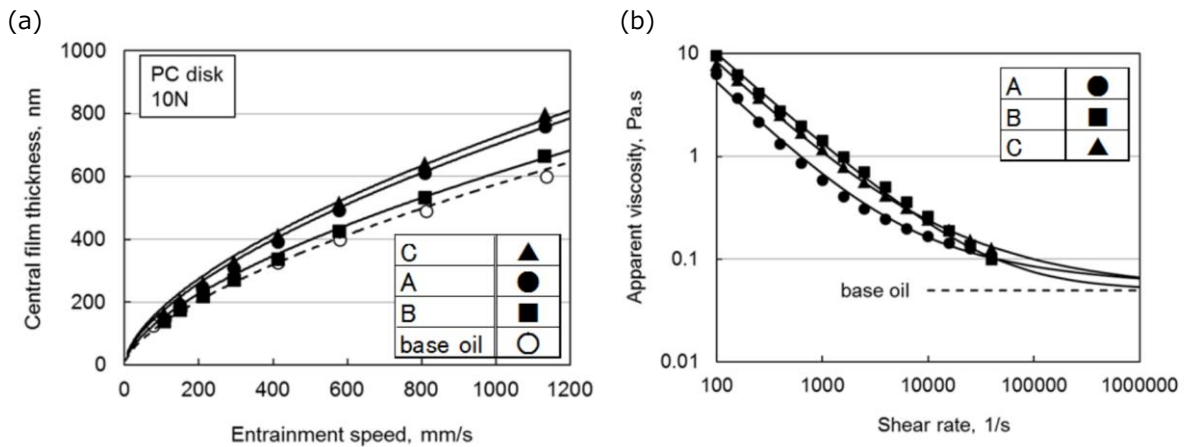 (a)
1000
800
600
400
200
0
0 200 400 600 800 1000 1200
Central film thickness, nm
Entrainment speed, mm/s
PC disk
10N
C
A
B
base oil
(b)
10
1
0.1
0.01
100 1000 10000 100000 1000000
Apparent viscosity, Pa.s
Shear rate, 1/s
A
B
C
base oil